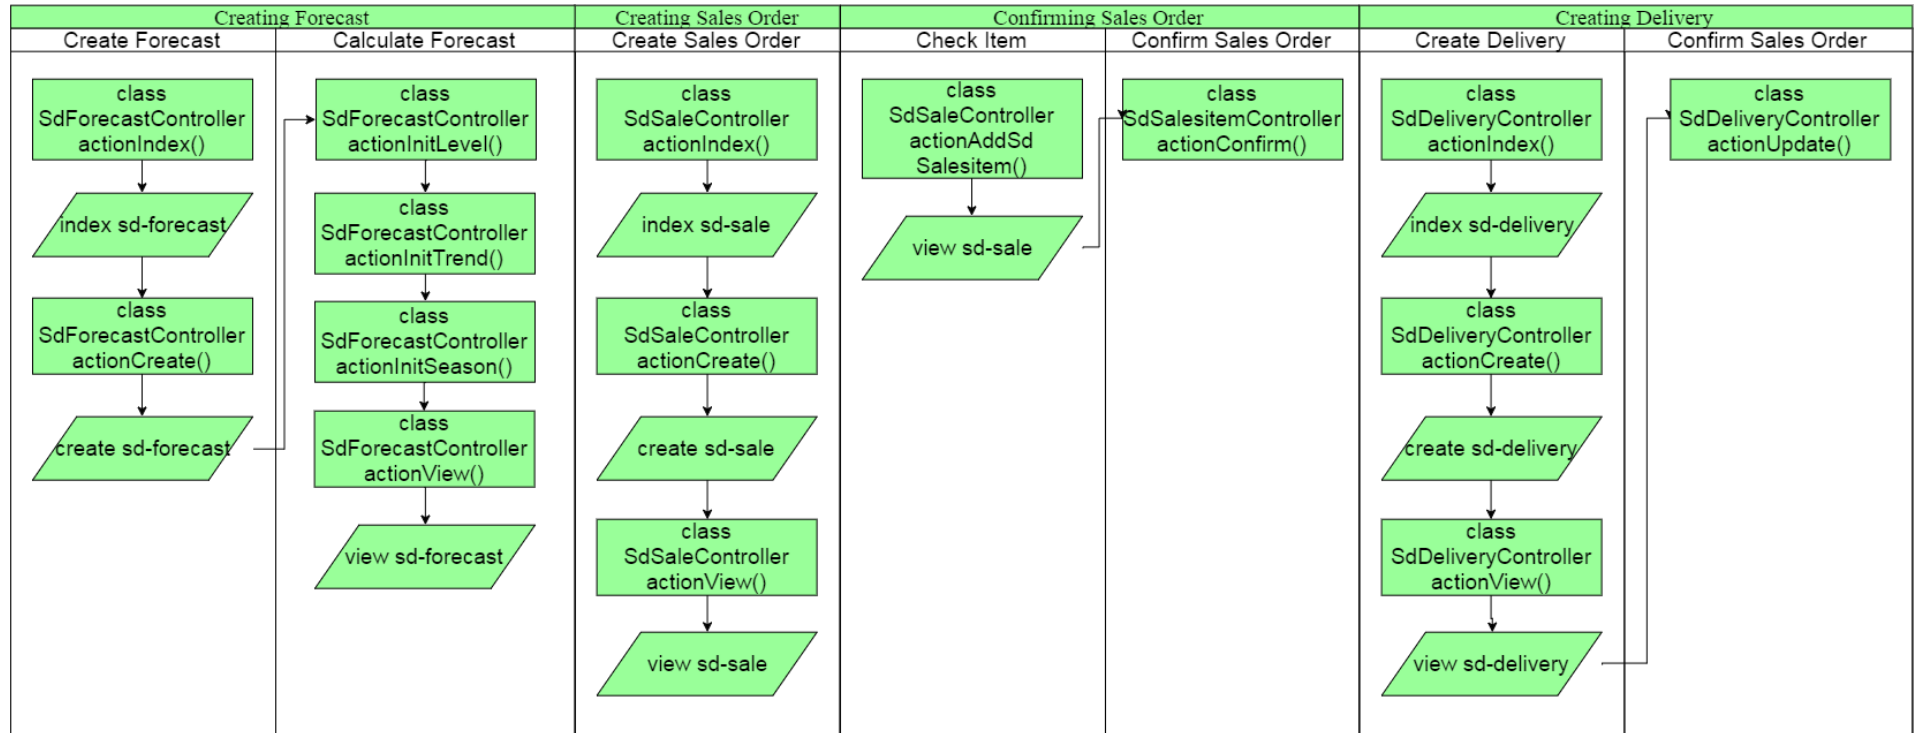 Creating Forecast
Creating Sales Order
Confirming Sales Order
Creating Delivery
Create Forecast
Calculate Forecast
Create Sales Order
Check Item
Confirm Sales Order
Create Delivery
Confirm Sales Order
class
SdForecastController
actionIndex()
index sd-forecast
class
SdForecastController
actionCreate()
create sd-forecast
class
SdForecastController
actionInitLevel()
class
SdForecastController
actionInitTrend()
class
SdForecastController
actionInitSeason()
class
SdForecastController
actionView()
view sd-forecast
class
SdSaleController
actionIndex()
index sd-sale
class
SdSaleController
actionCreate()
create sd-sale
class
SdSaleController
actionView()
view sd-sale
class
SdSaleController
actionAddSd
Salesitem()
view sd-sale
class
SdSalesitemController
actionConfirm()
class
SdDeliveryController
actionIndex()
index sd-delivery
class
SdDeliveryController
actionCreate()
create sd-delivery
class
SdDeliveryController
actionView()
view sd-delivery
class
SdDeliveryController
actionUpdate()